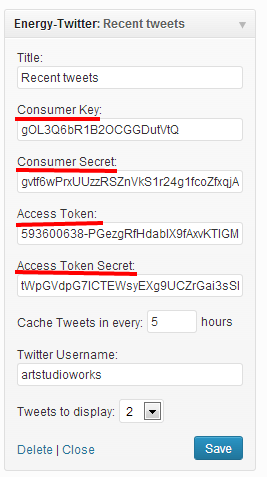 Energy-Twitter: Recent tweets
Title:
Recent tweets
Consumer Key:
gOL3Q6bR1B2OCGGDutVtQ
Consumer Secret:
gvtf6wPrxUUzzRSZnVkS1r24g1fcoZfxqjA
Access Token:
593600638-PGezgRfHdablX9fAxvKTIGM
Access Token Secret:
tWpGVdpG7ICTEWsyEXg9UCZrGai3sSI
Cache Tweets in every: 5 hours
Twitter Username:
artstudioworks
Tweets to display: 2
Delete | Close Save